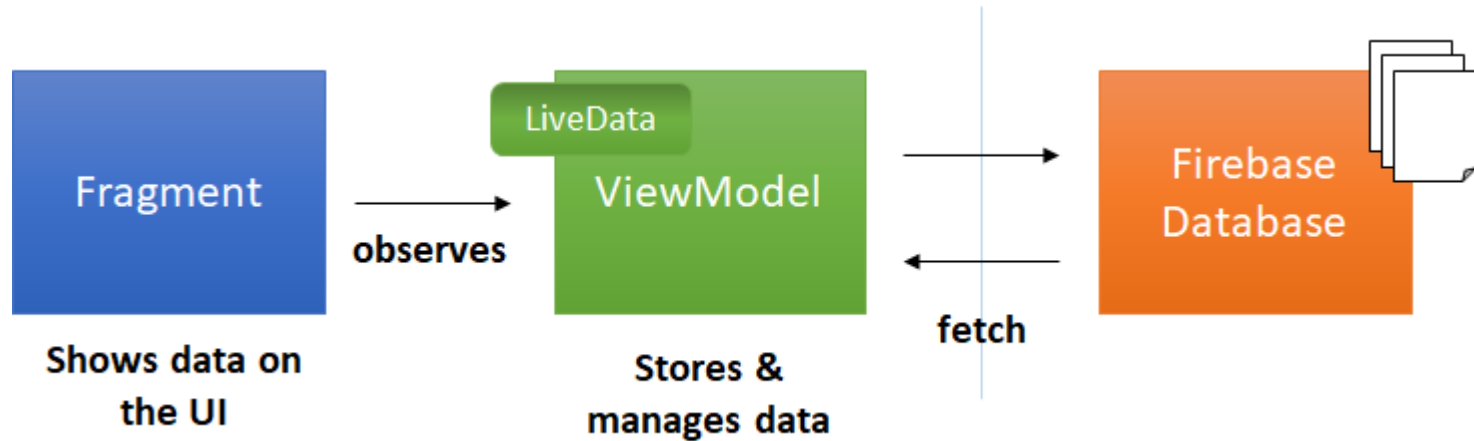 Fragment
Shows data on
the UI
observes
LiveData
ViewModel
Stores &
manages data
fetch
Firebase
Database